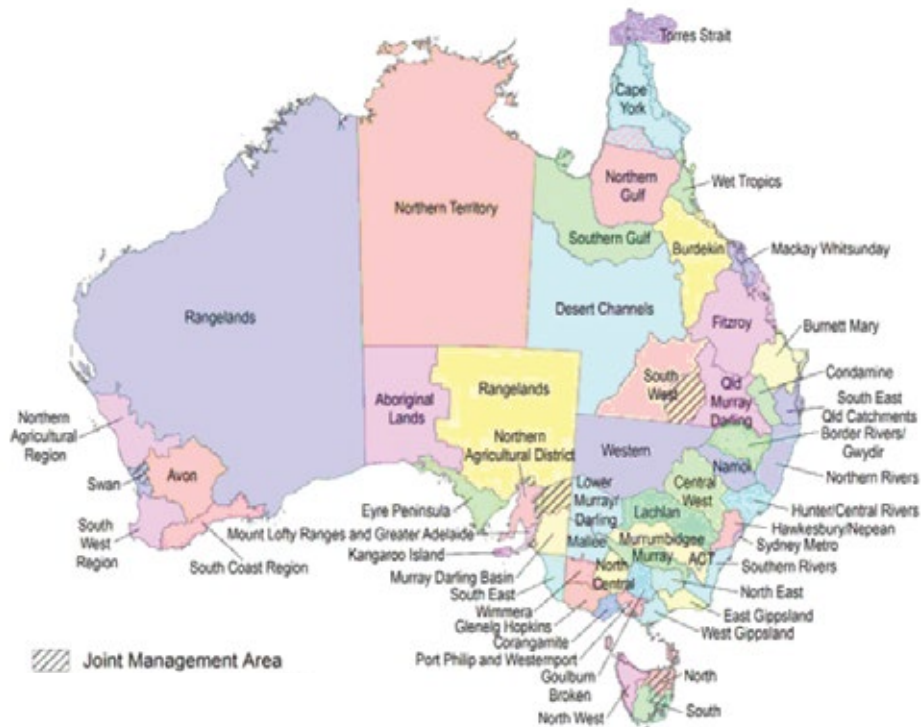 Torres Strait
Cape
York
Northern
Gulf
Wet Tropics
Northern Territory
Southern Gulf
Burdekin
Mackay Whitsunday
Rangelands
Desert Channels
Fitzroy
Burnett Mary
Condamine
South
West
Qld
Murray
Darling
South East
Qld Catchments
Aboriginal
Lands
Rangelands
Northern
Agricultural
Region
Northern
Agricultural District
Western
Border Rivers/
Gwydir
Namoi
Northern Rivers
Swan
Avon
Lower
Murray/
Darling
Central
West
Eyre Peninsula
Lachlan
Hunter/Central Rivers
Mount Lofty Ranges and Greater Adelaide
Hawkesbury/Nepean
South
West
Region
South Coast Region
Kangaroo Island
Mallee
Murrumbidgee
Murray
Sydney Metro
ACT
Southern Rivers
Murray Darling Basin
North
Central
North East
South East
Wimmera
East Gippsland
Glenelg Hopkins
West Gippsland
Corangamite
Port Philip and Westernport
Goulburn
Broken
Joint Management Area
North
North West
South